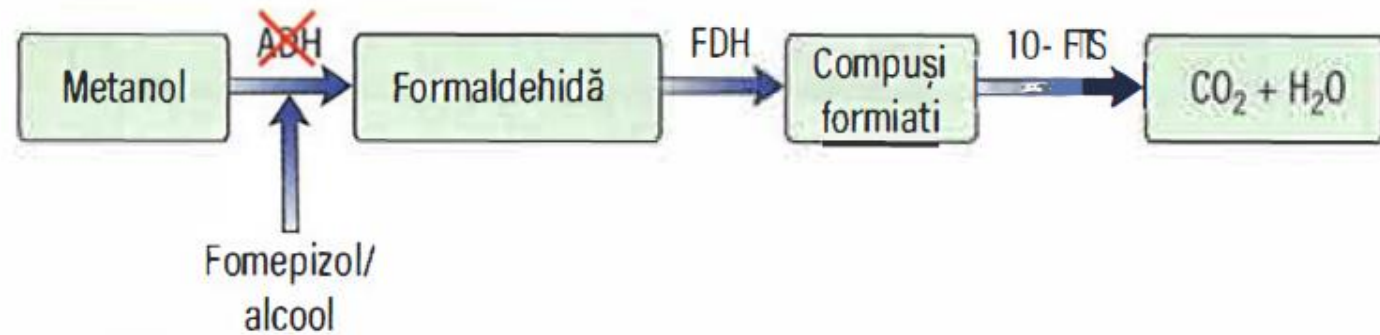 ADH
FDH
10- FTS
Metanol
Formaldehidă
Compuși
formiati
CO₂ + H₂O
Fomepizol/
alcool